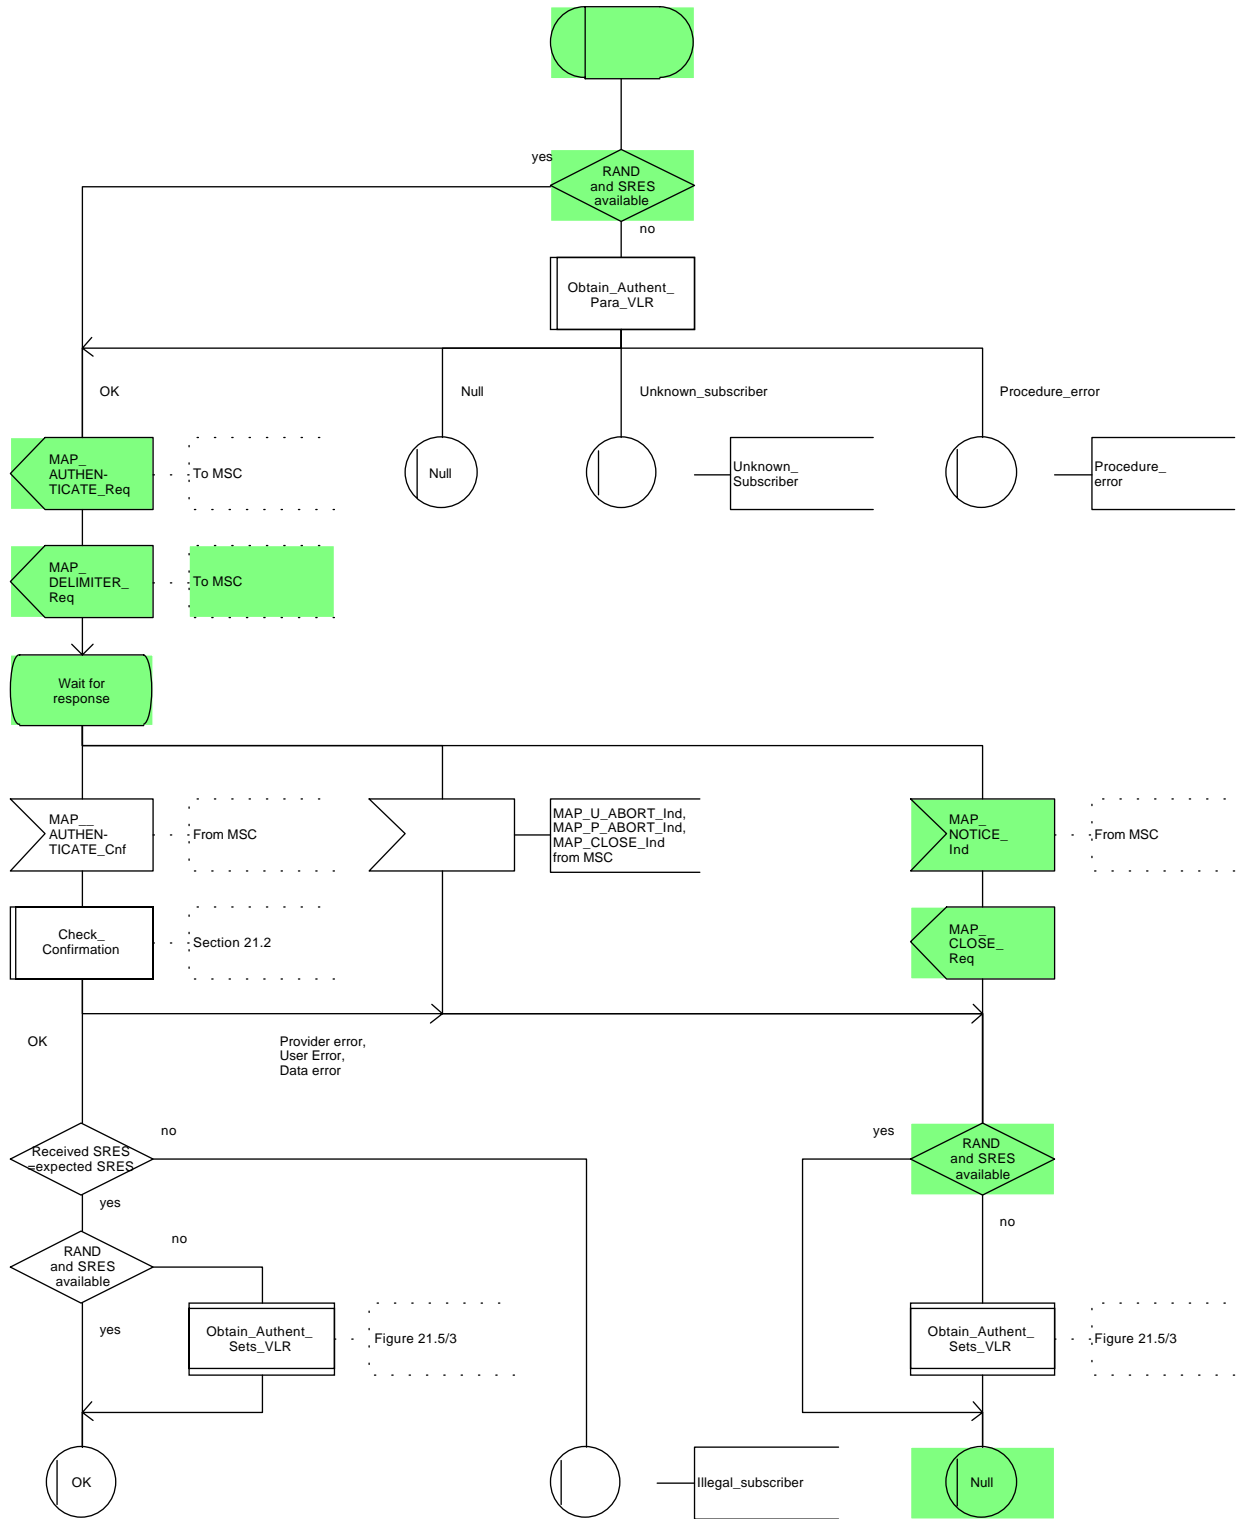 yes
RAND
and SRES
available
no
Obtain_Authent_
Para_VLR
OK
Null
Unknown_subscriber
Procedure_error
MAP_
AUTHEN-
TICATE_Req
To MSC
Null
Unknown_
Subscriber
Procedure_
error
MAP_
DELIMITER_
Req
To MSC
Wait for
response
MAP__
AUTHEN-
TICATE_Cnf
From MSC
MAP_U_ABORT_Ind,
MAP_P_ABORT_Ind,
MAP_CLOSE_Ind
from MSC
MAP_
NOTICE_
Ind
From MSC
Check_
Confirmation
Section 21.2
MAP_
CLOSE_
Req
OK
Provider error,
User Error,
Data error
no
yes
Received SRES
=expected SRES
RAND
and SRES
available
yes
no
no
RAND
and SRES
available
yes
Obtain_Authent_
Sets_VLR
Figure 21.5/3
Obtain_Authent_
Sets_VLR
Figure 21.5/3
OK
Illegal_subscriber
Null